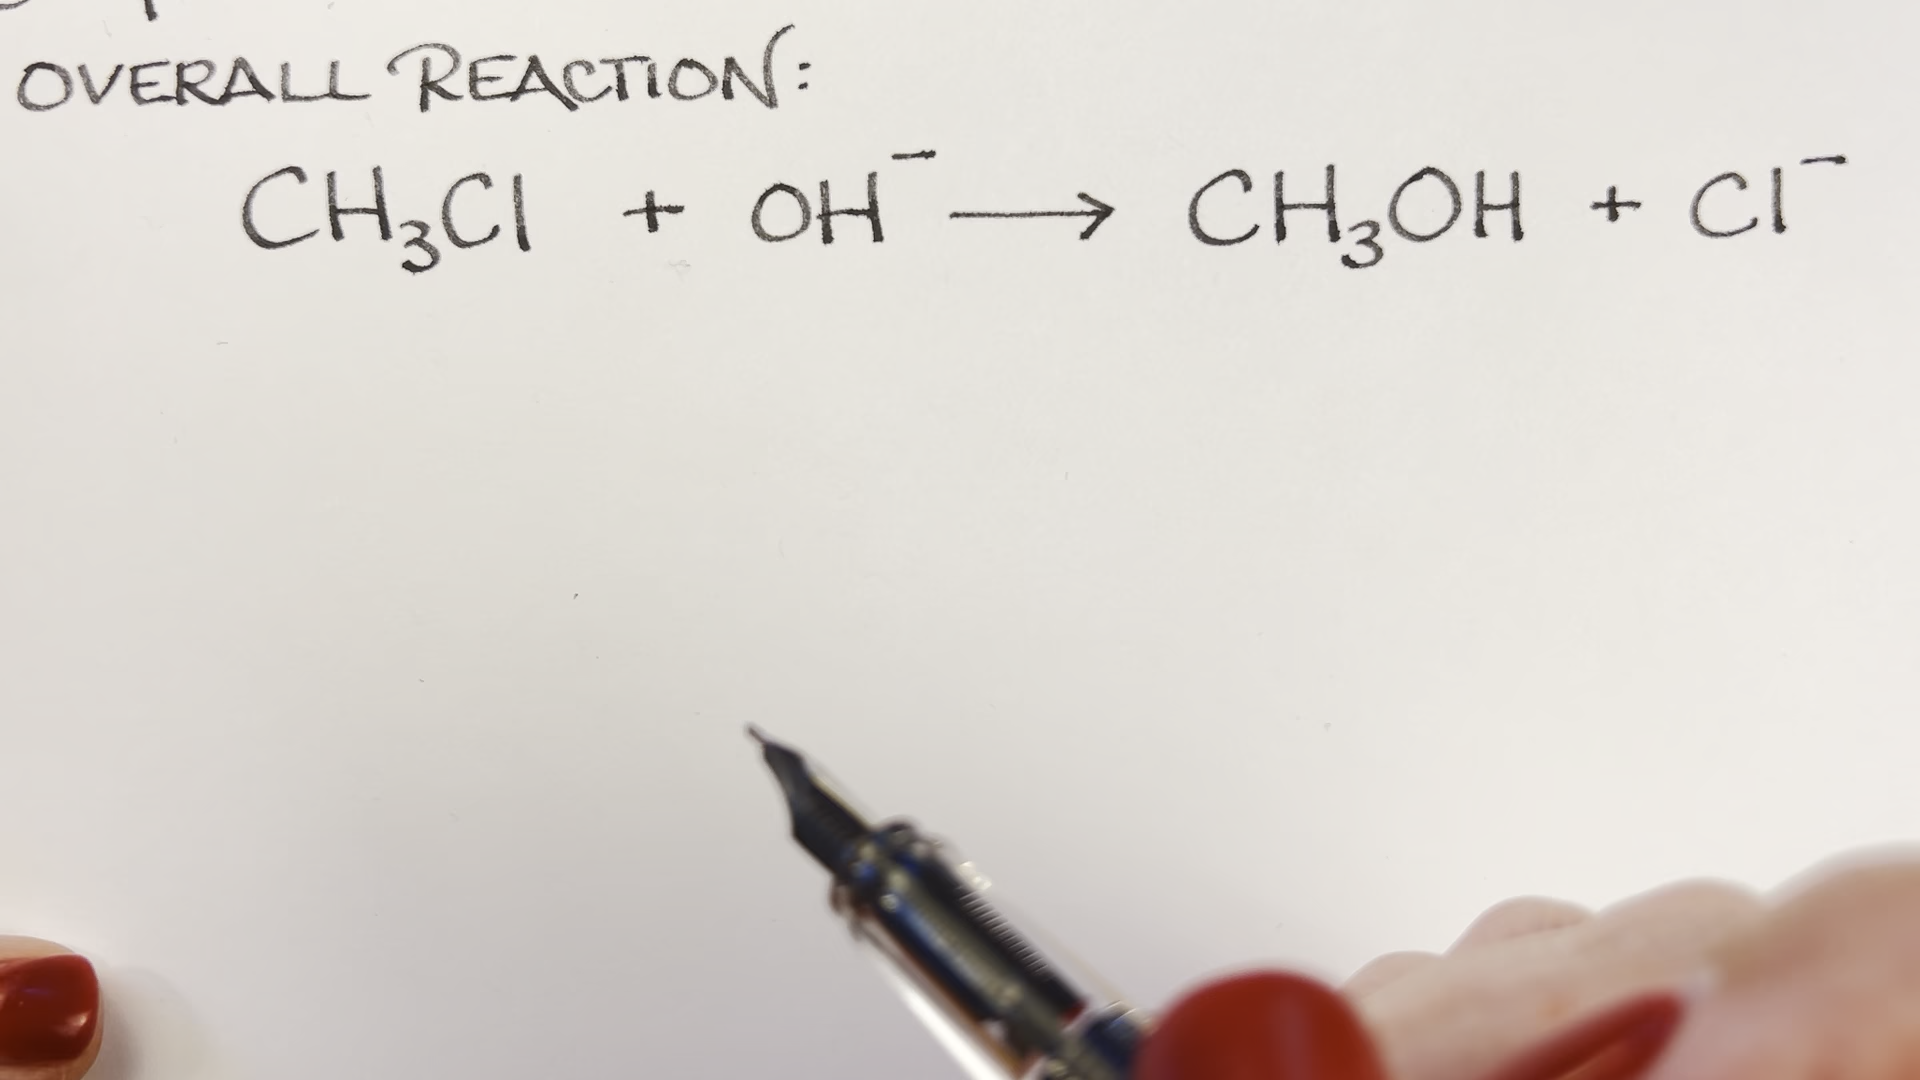 OVERALL REACTION:
CH₃Cl + OH⁻ → CH₃OH + Cl⁻